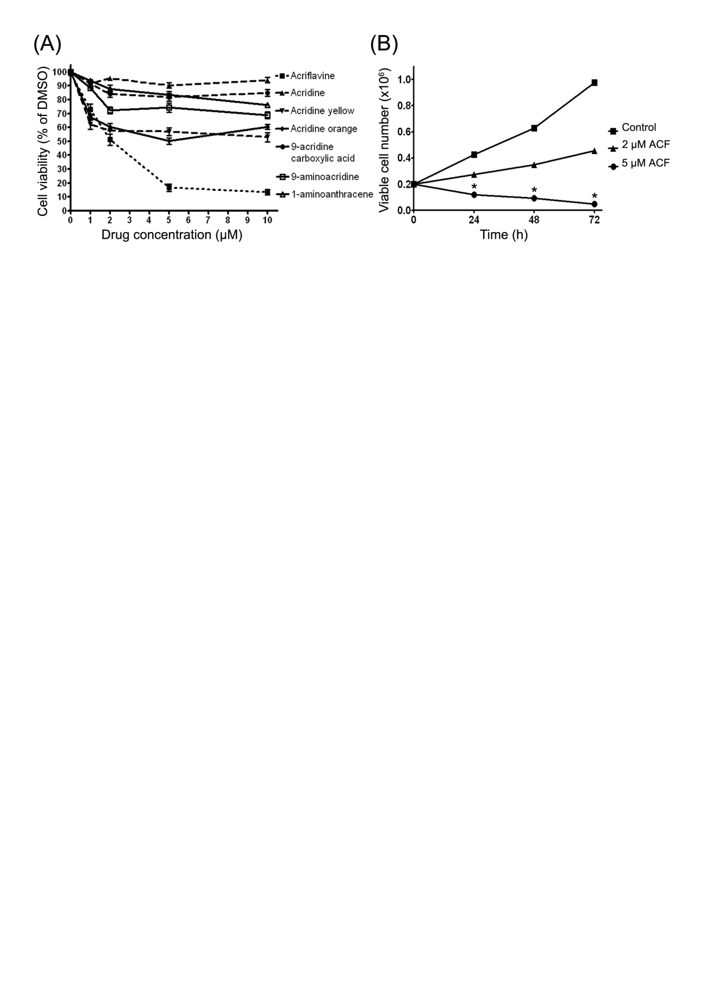 (A)
Cell viability (% of DMSO)
100
90
80
70
60
50
40
30
20
10
0
0 1 2 3 4 5 6 7 8 9 10
Drug concentration (µM)
Acriflavine
Acridine
Acridine yellow
Acridine orange
9-acridine
carboxylic acid
9-aminoacridine
1-aminoanthracene
(B)
Viable cell number (x10⁶)
1.0
0.8
0.6
0.4
0.2
0.0
* * *
0 24 48 72
Time (h)
Control
2 µM ACF
5 µM ACF